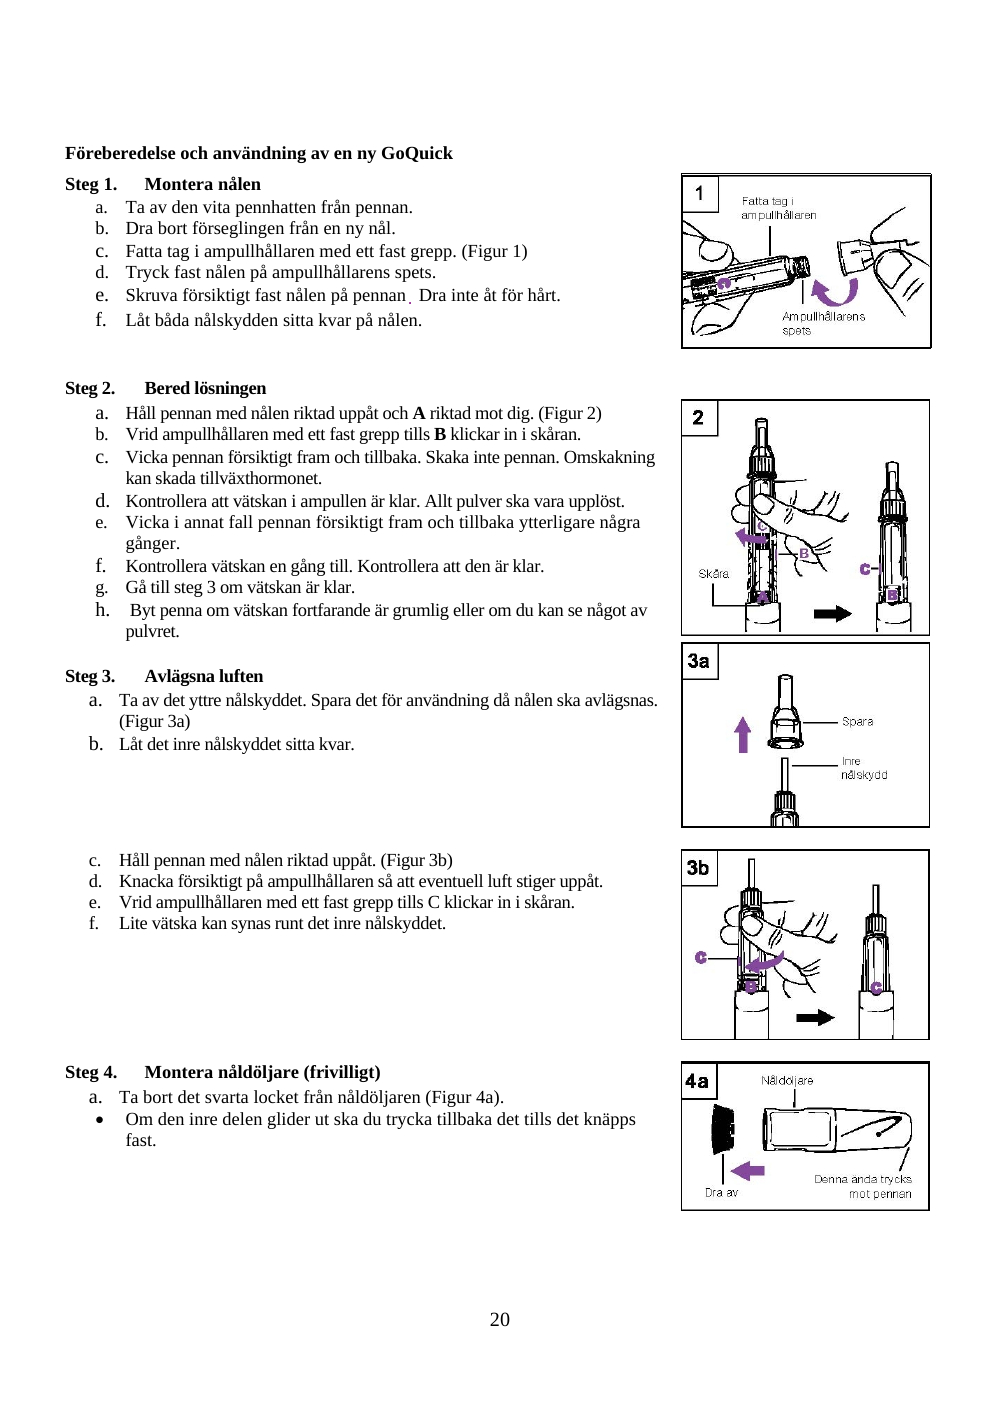 Föreberedelse och användning av en ny GoQuick
Steg 1. Montera nålen
a. Ta av den vita pennhatten från pennan.
b. Dra bort förseglingen från en ny nål.
c. Fatta tag i ampullhållaren med ett fast grepp. (Figur 1)
d. Tryck fast nålen på ampullhållarens spets.
e. Skruva försiktigt fast nålen på pennan. Dra inte åt för hårt.
f. Låt båda nålskydden sitta kvar på nålen.
1
Fatta tag i
ampullhållaren
C
Ampullhållarens
spets
Steg 2. Bered lösningen
a. Håll pennan med nålen riktad uppåt och A riktad mot dig. (Figur 2)
b. Vrid ampullhållaren med ett fast grepp tills B klickar in i skåran.
c. Vicka pennan försiktigt fram och tillbaka. Skaka inte pennan. Omskakning
kan skada tillväxthormonet.
d. Kontrollera att vätskan i ampullen är klar. Allt pulver ska vara upplöst.
e. Vicka i annat fall pennan försiktigt fram och tillbaka ytterligare några
gånger.
f. Kontrollera vätskan en gång till. Kontrollera att den är klar.
g. Gå till steg 3 om vätskan är klar.
h. Byt penna om vätskan fortfarande är grumlig eller om du kan se något av
pulvret.
2
C
B
C
Skåra
A
B
Steg 3. Avlägsna luften
a. Ta av det yttre nålskyddet. Spara det för användning då nålen ska avlägsnas.
(Figur 3a)
b. Låt det inre nålskyddet sitta kvar.
3a
Spara
Inre
nålskydd
c. Håll pennan med nålen riktad uppåt. (Figur 3b)
d. Knacka försiktigt på ampullhållaren så att eventuell luft stiger uppåt.
e. Vrid ampullhållaren med ett fast grepp tills C klickar in i skåran.
f. Lite vätska kan synas runt det inre nålskyddet.
3b
C
B
C
Steg 4. Montera nåldöljare (frivilligt)
a. Ta bort det svarta locket från nåldöljaren (Figur 4a).
• Om den inre delen glider ut ska du trycka tillbaka det tills det knäpps
fast.
4a
Nåldöljare
Denna ända trycks
mot pennan
Dra av
20